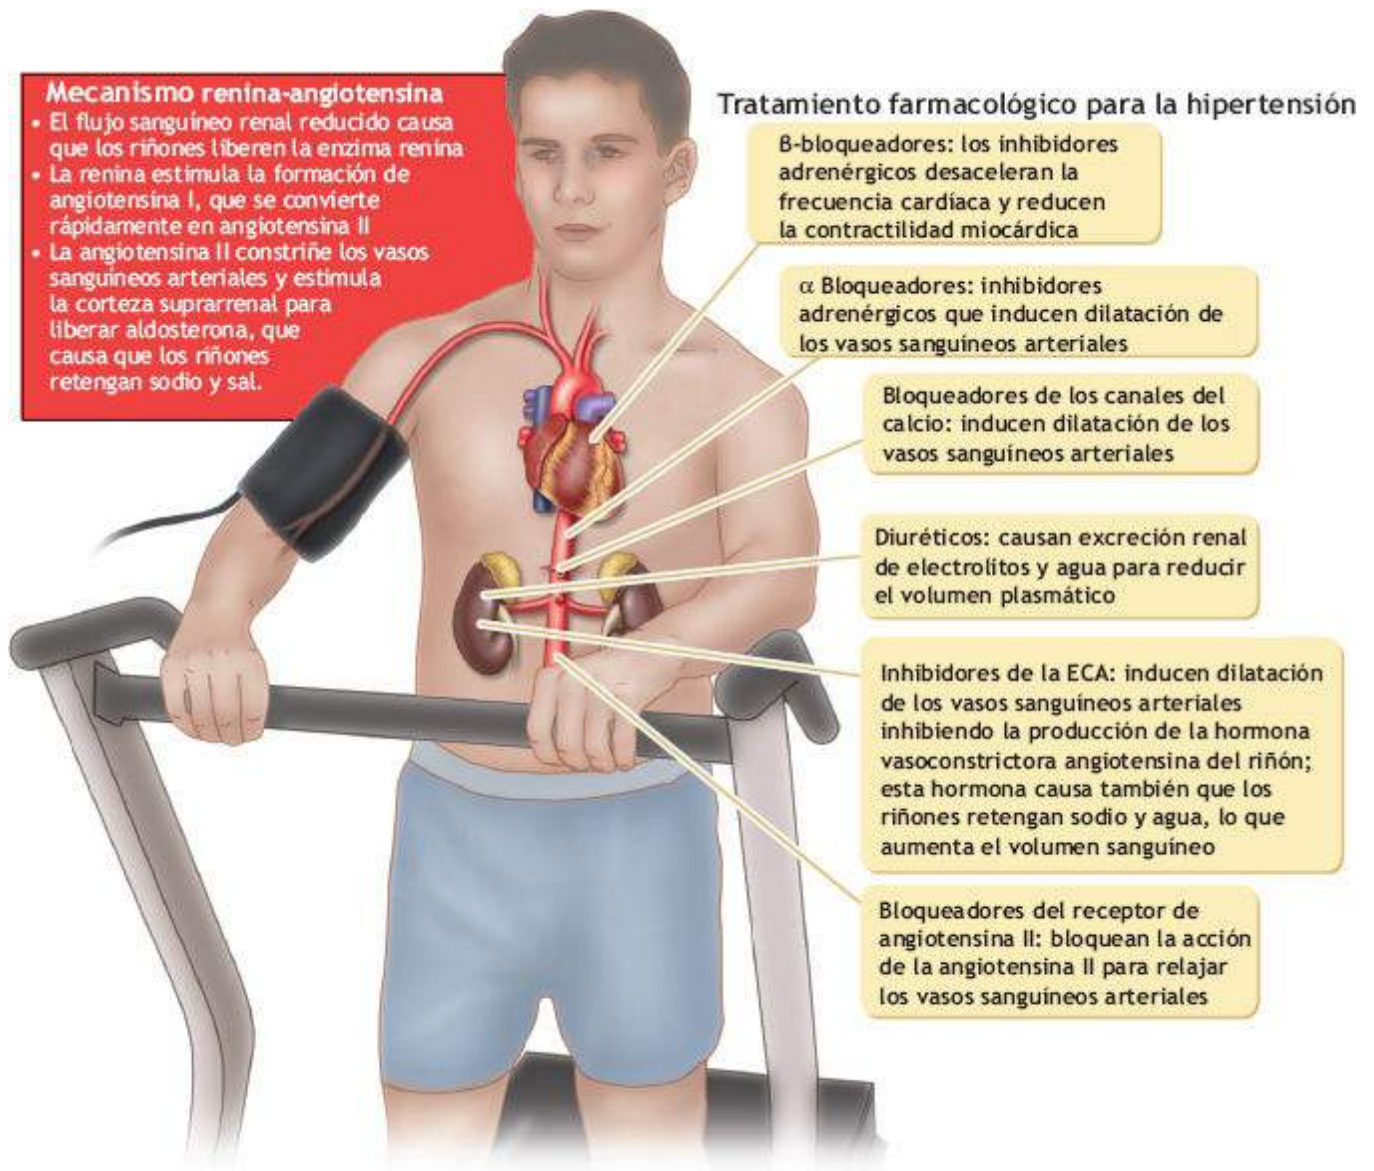 Mecanismo renina-angiotensina
• El flujo sanguíneo renal reducido causa
que los riñones liberen la enzima renina
• La renina estimula la formación de
angiotensina I, que se convierte
rápidamente en angiotensina II
• La angiotensina II constriñe los vasos
sanguíneos arteriales y estimula
la corteza suprarrenal para
liberar aldosterona, que
causa que los riñones
retengan sodio y sal.
Tratamiento farmacológico para la hipertensión
β-bloqueadores: los inhibidores
adrenérgicos desaceleran la
frecuencia cardíaca y reducen
la contractilidad miocárdica
α Bloqueadores: inhibidores
adrenérgicos que inducen dilatación de
los vasos sanguíneos arteriales
Bloqueadores de los canales del
calcio: inducen dilatación de los
vasos sanguíneos arteriales
Diuréticos: causan excreción renal
de electrolitos y agua para reducir
el volumen plasmático
Inhibidores de la ECA: inducen dilatación
de los vasos sanguíneos arteriales
inhibiendo la producción de la hormona
vasoconstrictora angiotensina del riñón;
esta hormona causa también que los
riñones retengan sodio y agua, lo que
aumenta el volumen sanguíneo
Bloqueadores del receptor de
angiotensina II: bloquean la acción
de la angiotensina II para relajar
los vasos sanguíneos arteriales